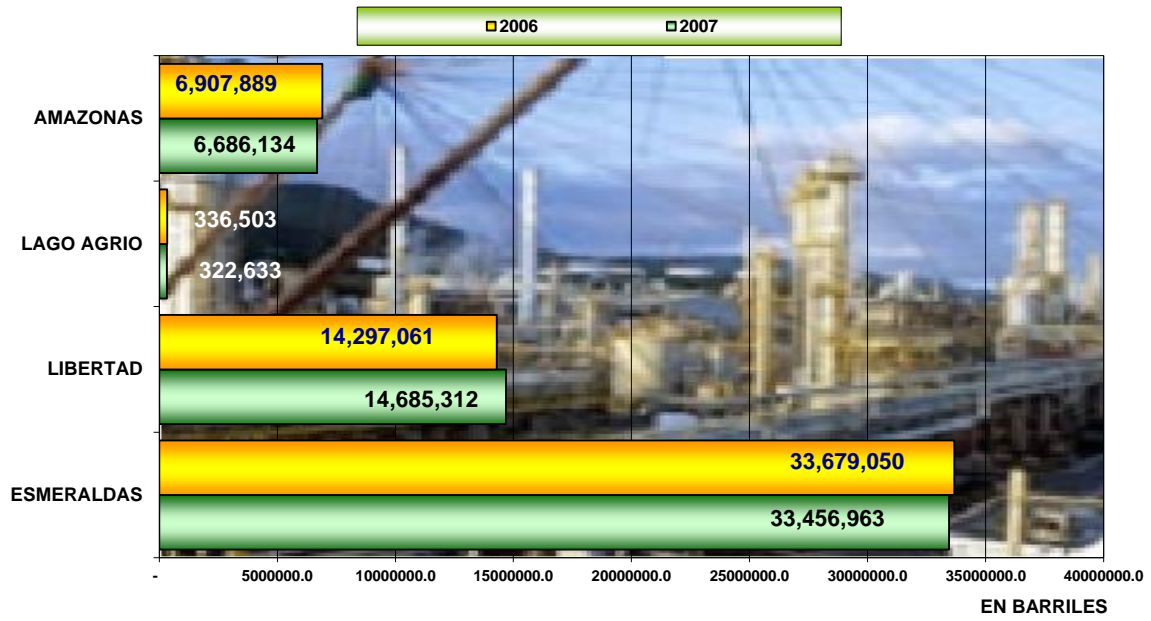 2006 2007
AMAZONAS
6,907,889
6,686,134
LAGO AGRIO
336,503
322,633
LIBERTAD
14,297,061
14,685,312
ESMERALDAS
33,679,050
33,456,963
- 5000000.0 10000000.0 15000000.0 20000000.0 25000000.0 30000000.0 35000000.0 40000000.0
EN BARRILES